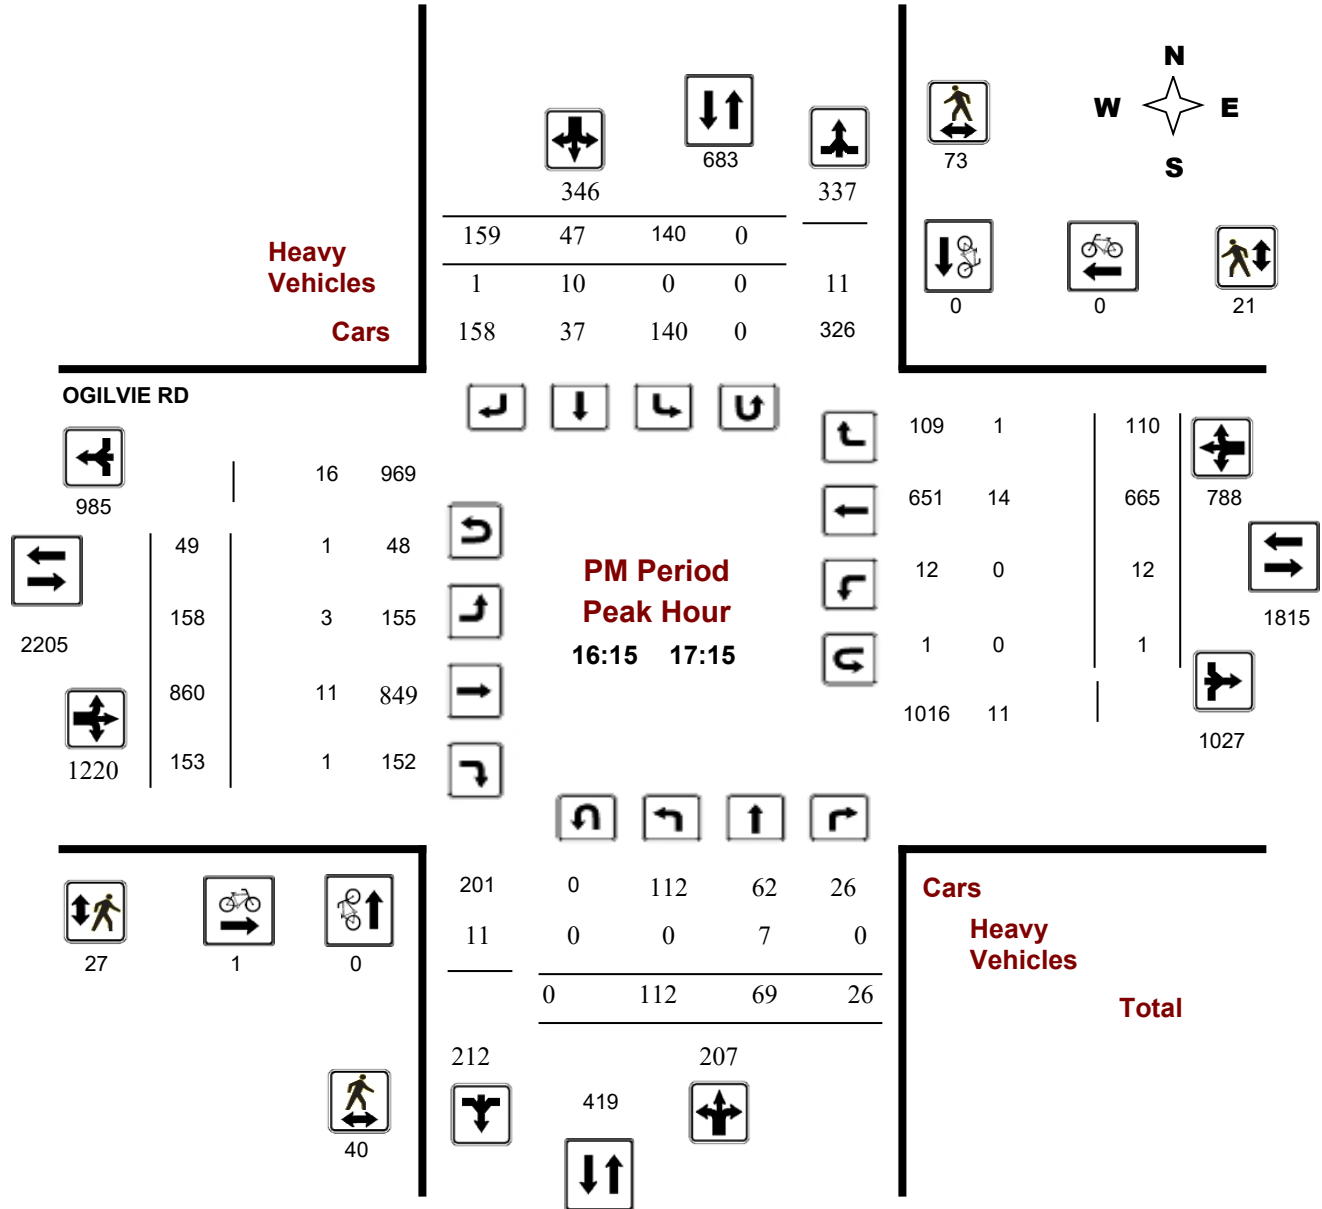 N
W E
S
683
73
346 337
159 47 140 0
Heavy
Vehicles
1 10 0 0 11
0 0 21
Cars
158 37 140 0 326
OGILVIE RD
109 1 110
16 969
985
651 14 665 788
49 1 48
PM Period
12 0 12
158 3 155
Peak Hour
1815
2205
16:15 17:15
1 0 1
860 11 849
1016 11
1027
1220
153 1 152
201 0 112 62 26
Cars
11 0 0 7 0
Heavy
Vehicles
27 1 0
0 112 69 26
Total
212 207
419
40